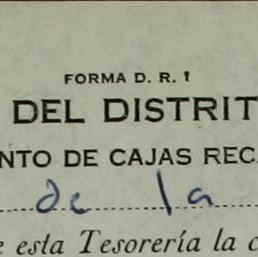 FORMA D. R. 1
DEL DISTRIT
NTO DE CAJAS REC
de la
esta Tesorería la c